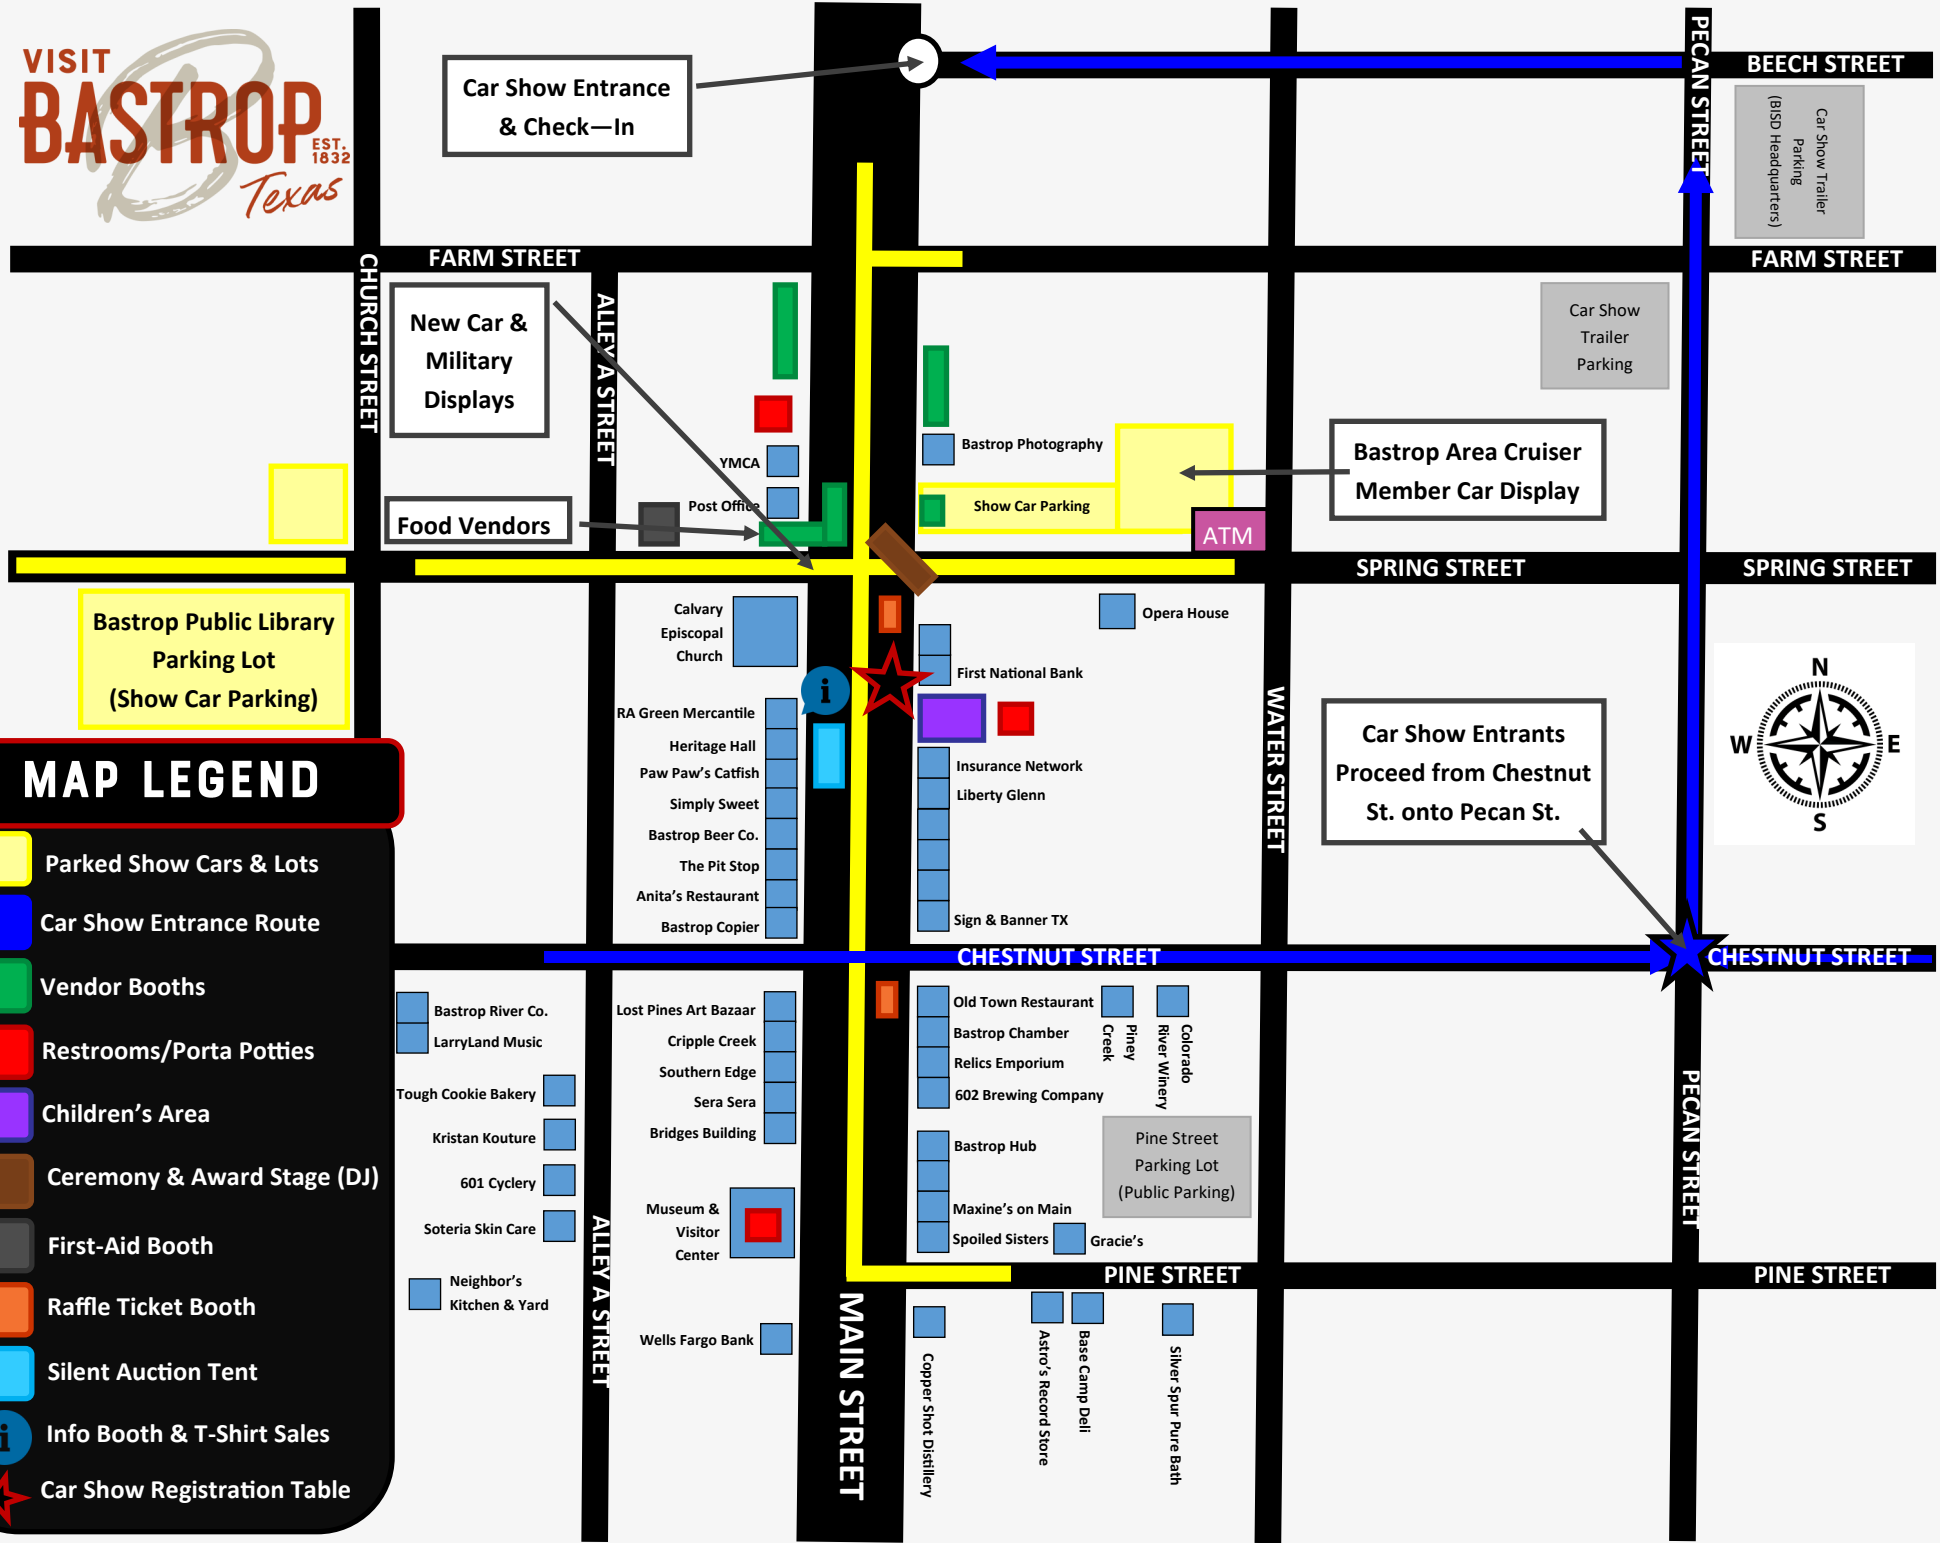 VISIT
BASTROP
EST.
1832
Texas
Car Show Entrance
& Check—In
PECAN STREET
BEECH STREET
Car Show Trailer
Parking
(BISD Headquarters)
FARM STREET
FARM STREET
CHURCH STREET
ALLEY A STREET
New Car &
Military
Displays
Car Show
Trailer
Parking
YMCA
Bastrop Photography
Bastrop Area Cruiser
Member Car Display
Post Office
Food Vendors
Show Car Parking
ATM
SPRING STREET
SPRING STREET
Bastrop Public Library
Parking Lot
(Show Car Parking)
Calvary
Episcopal
Church
Opera House
First National Bank
i
N
W
E
S
WATER STREET
Car Show Entrants
Proceed from Chestnut
St. onto Pecan St.
RA Green Mercantile
Heritage Hall
Paw Paw's Catfish
Simply Sweet
Bastrop Beer Co.
The Pit Stop
Anita's Restaurant
Bastrop Copier
Insurance Network
Liberty Glenn
Sign & Banner TX
CHESTNUT STREET
CHESTNUT STREET
MAP LEGEND
Parked Show Cars & Lots
Car Show Entrance Route
Vendor Booths
Restrooms/Porta Potties
Children's Area
Ceremony & Award Stage (DJ)
First-Aid Booth
Raffle Ticket Booth
Silent Auction Tent
i
Info Booth & T-Shirt Sales
Car Show Registration Table
Bastrop River Co.
LarryLand Music
Tough Cookie Bakery
Kristan Kouture
601 Cyclery
Soteria Skin Care
Neighbor's
Kitchen & Yard
ALLEY A STREET
Lost Pines Art Bazaar
Cripple Creek
Southern Edge
Sera Sera
Bridges Building
Museum &
Visitor
Center
Wells Fargo Bank
MAIN STREET
Old Town Restaurant
Bastrop Chamber
Relics Emporium
602 Brewing Company
Piney
Creek
Colorado
River Winery
Bastrop Hub
Maxine's on Main
Spoiled Sisters
Gracie's
Pine Street
Parking Lot
(Public Parking)
PECAN STREET
PINE STREET
PINE STREET
Copper Shot Distillery
Astro's Record Store
Base Camp Deli
Silver Spur Pure Bath